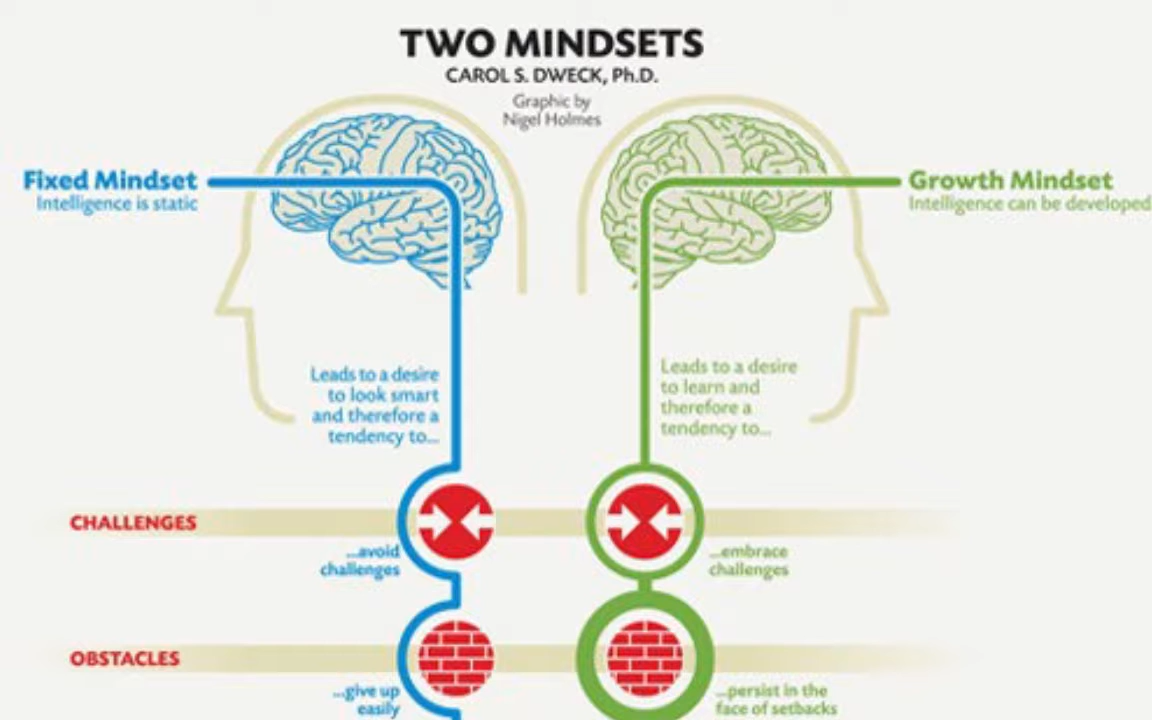 TWO MINDSETS
CAROL S. DWECK, Ph.D.
Graphic by
Nigel Holmes
Fixed Mindset
Intelligence is static
Growth Mindset
Intelligence can be developed
Leads to a desire
to look smart
and therefore a
tendency to...
Leads to a desire
to learn and
therefore a
tendency to...
CHALLENGES
...avoid
challenges
...embrace
challenges
OBSTACLES
...give up
easily
...persist in the
face of setbacks